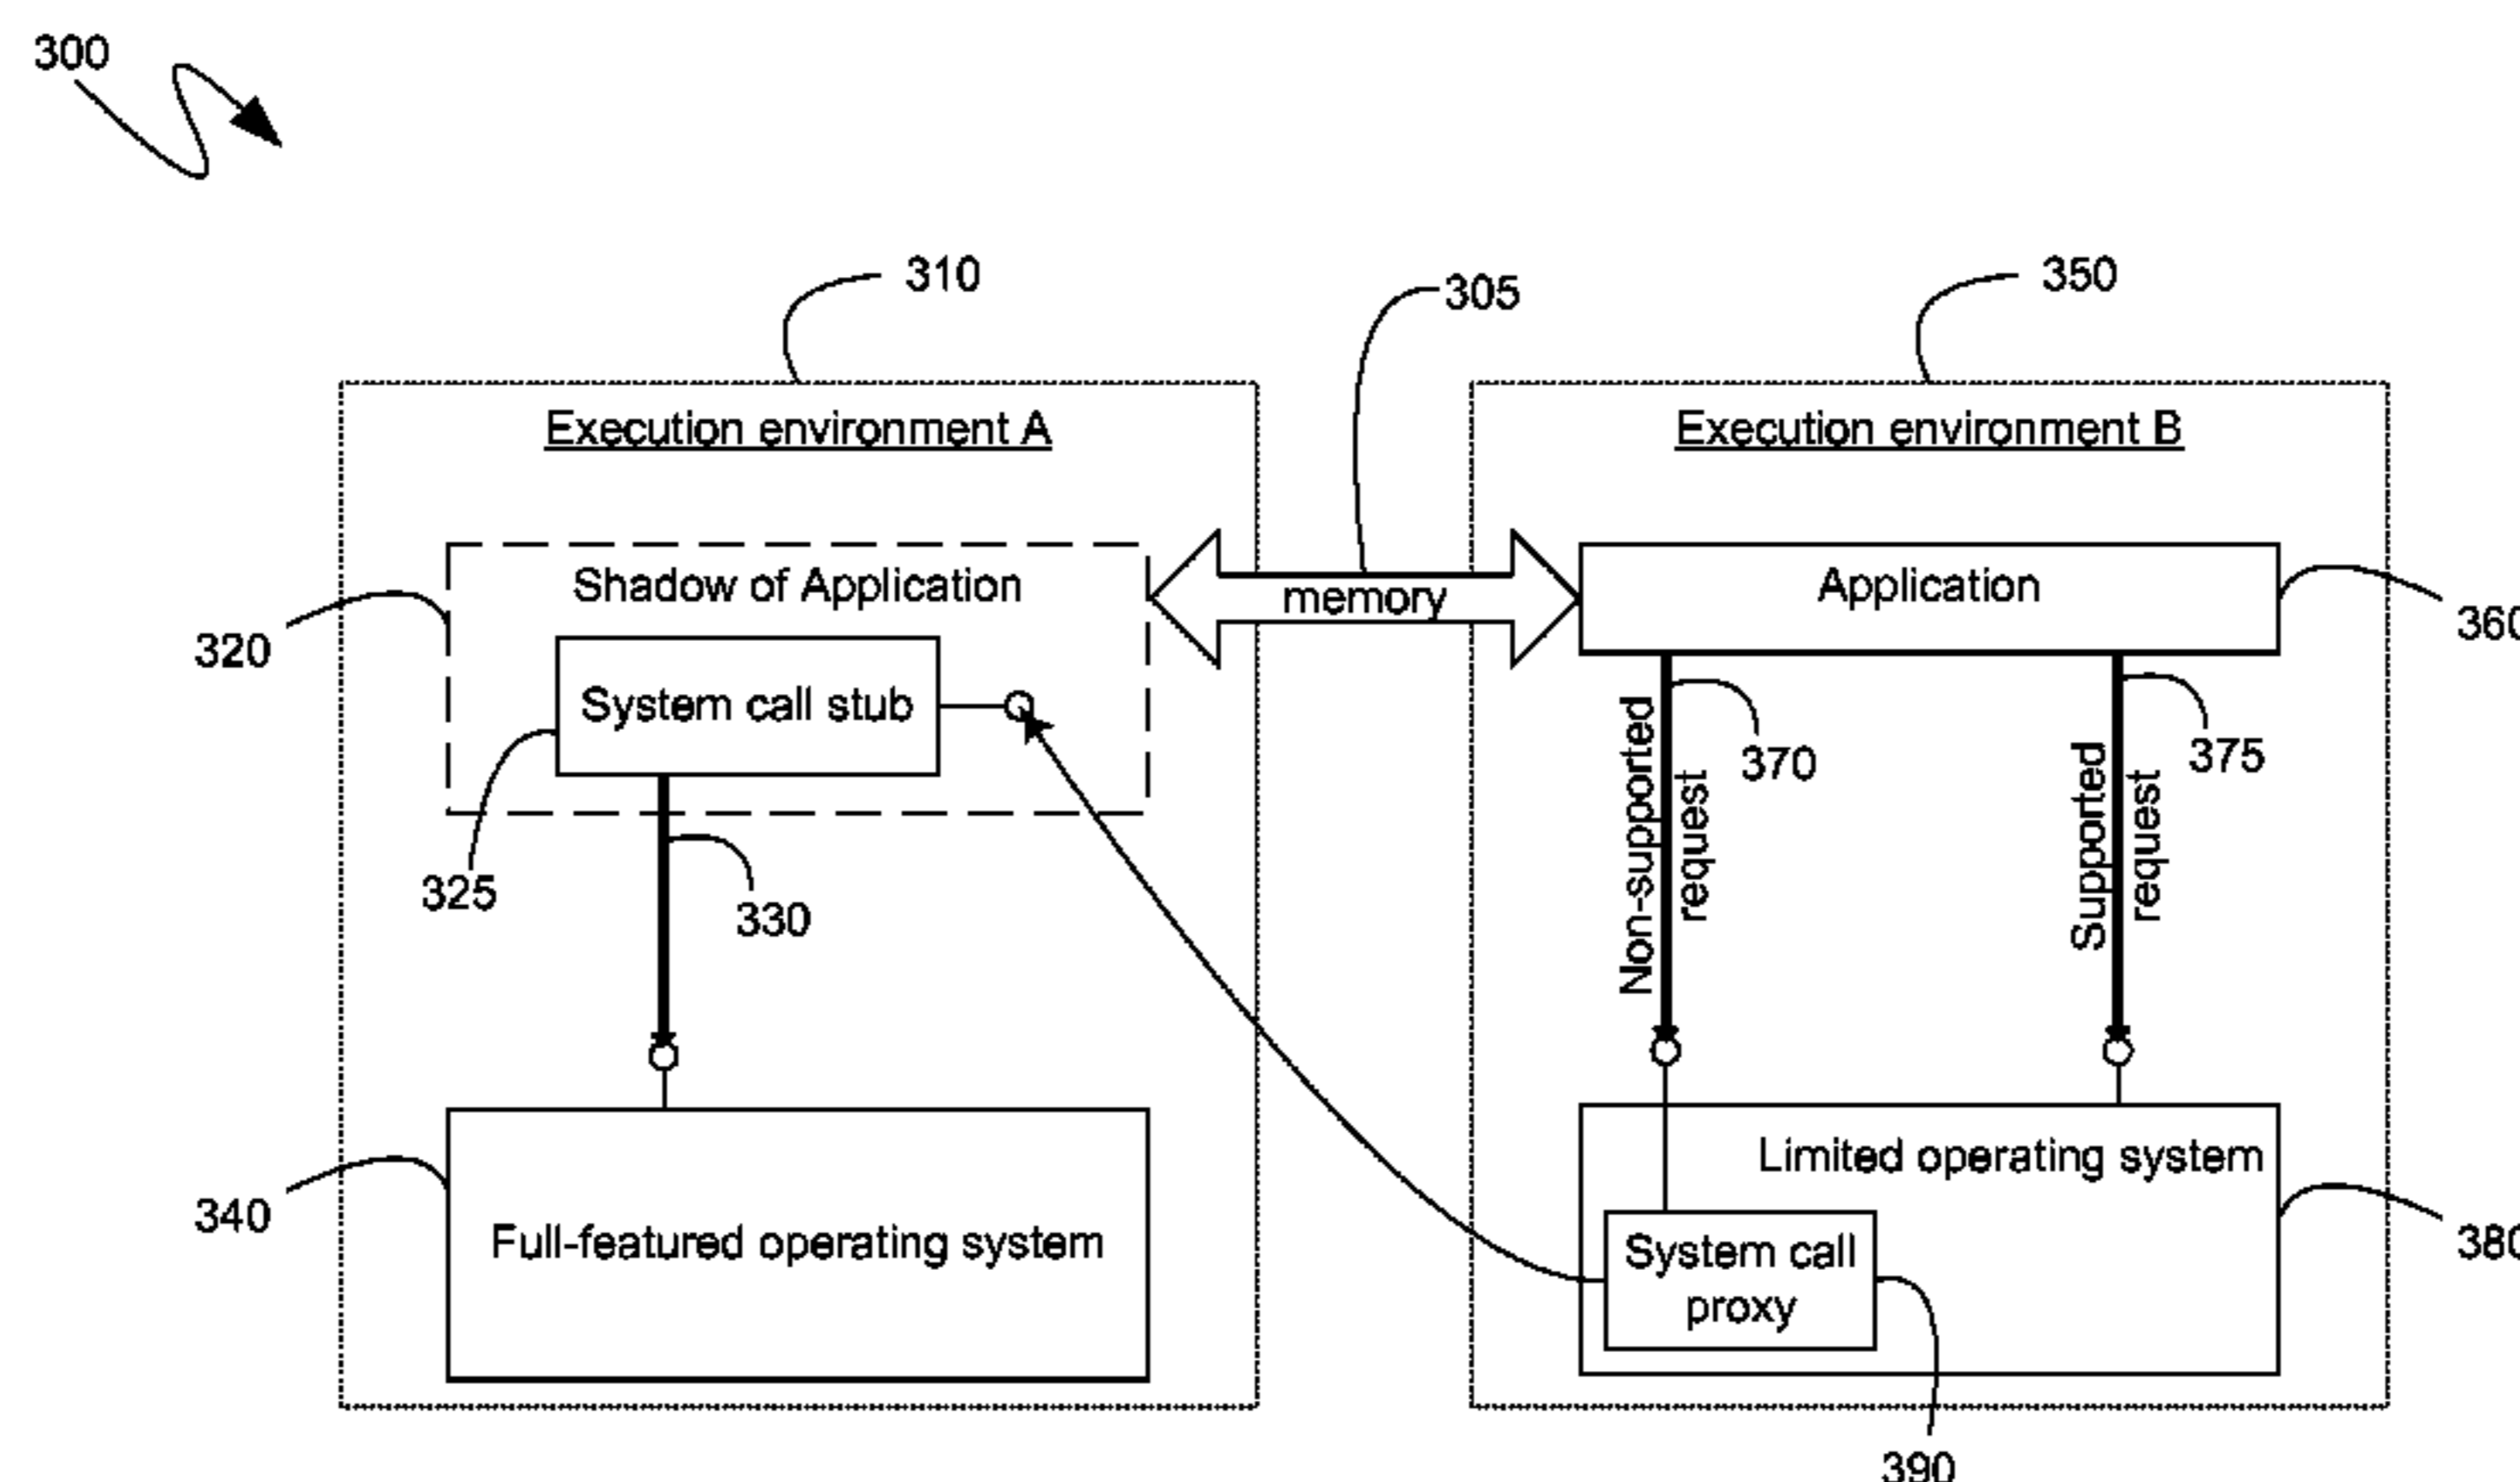 300
310
305
350
Execution environment A
Execution environment B
Shadow of Application
memory
Application
320
360
System call stub
370
375
Non-supported
request
Supported
request
325
330
Limited operating system
340
Full-featured operating system
System call
proxy
380
390